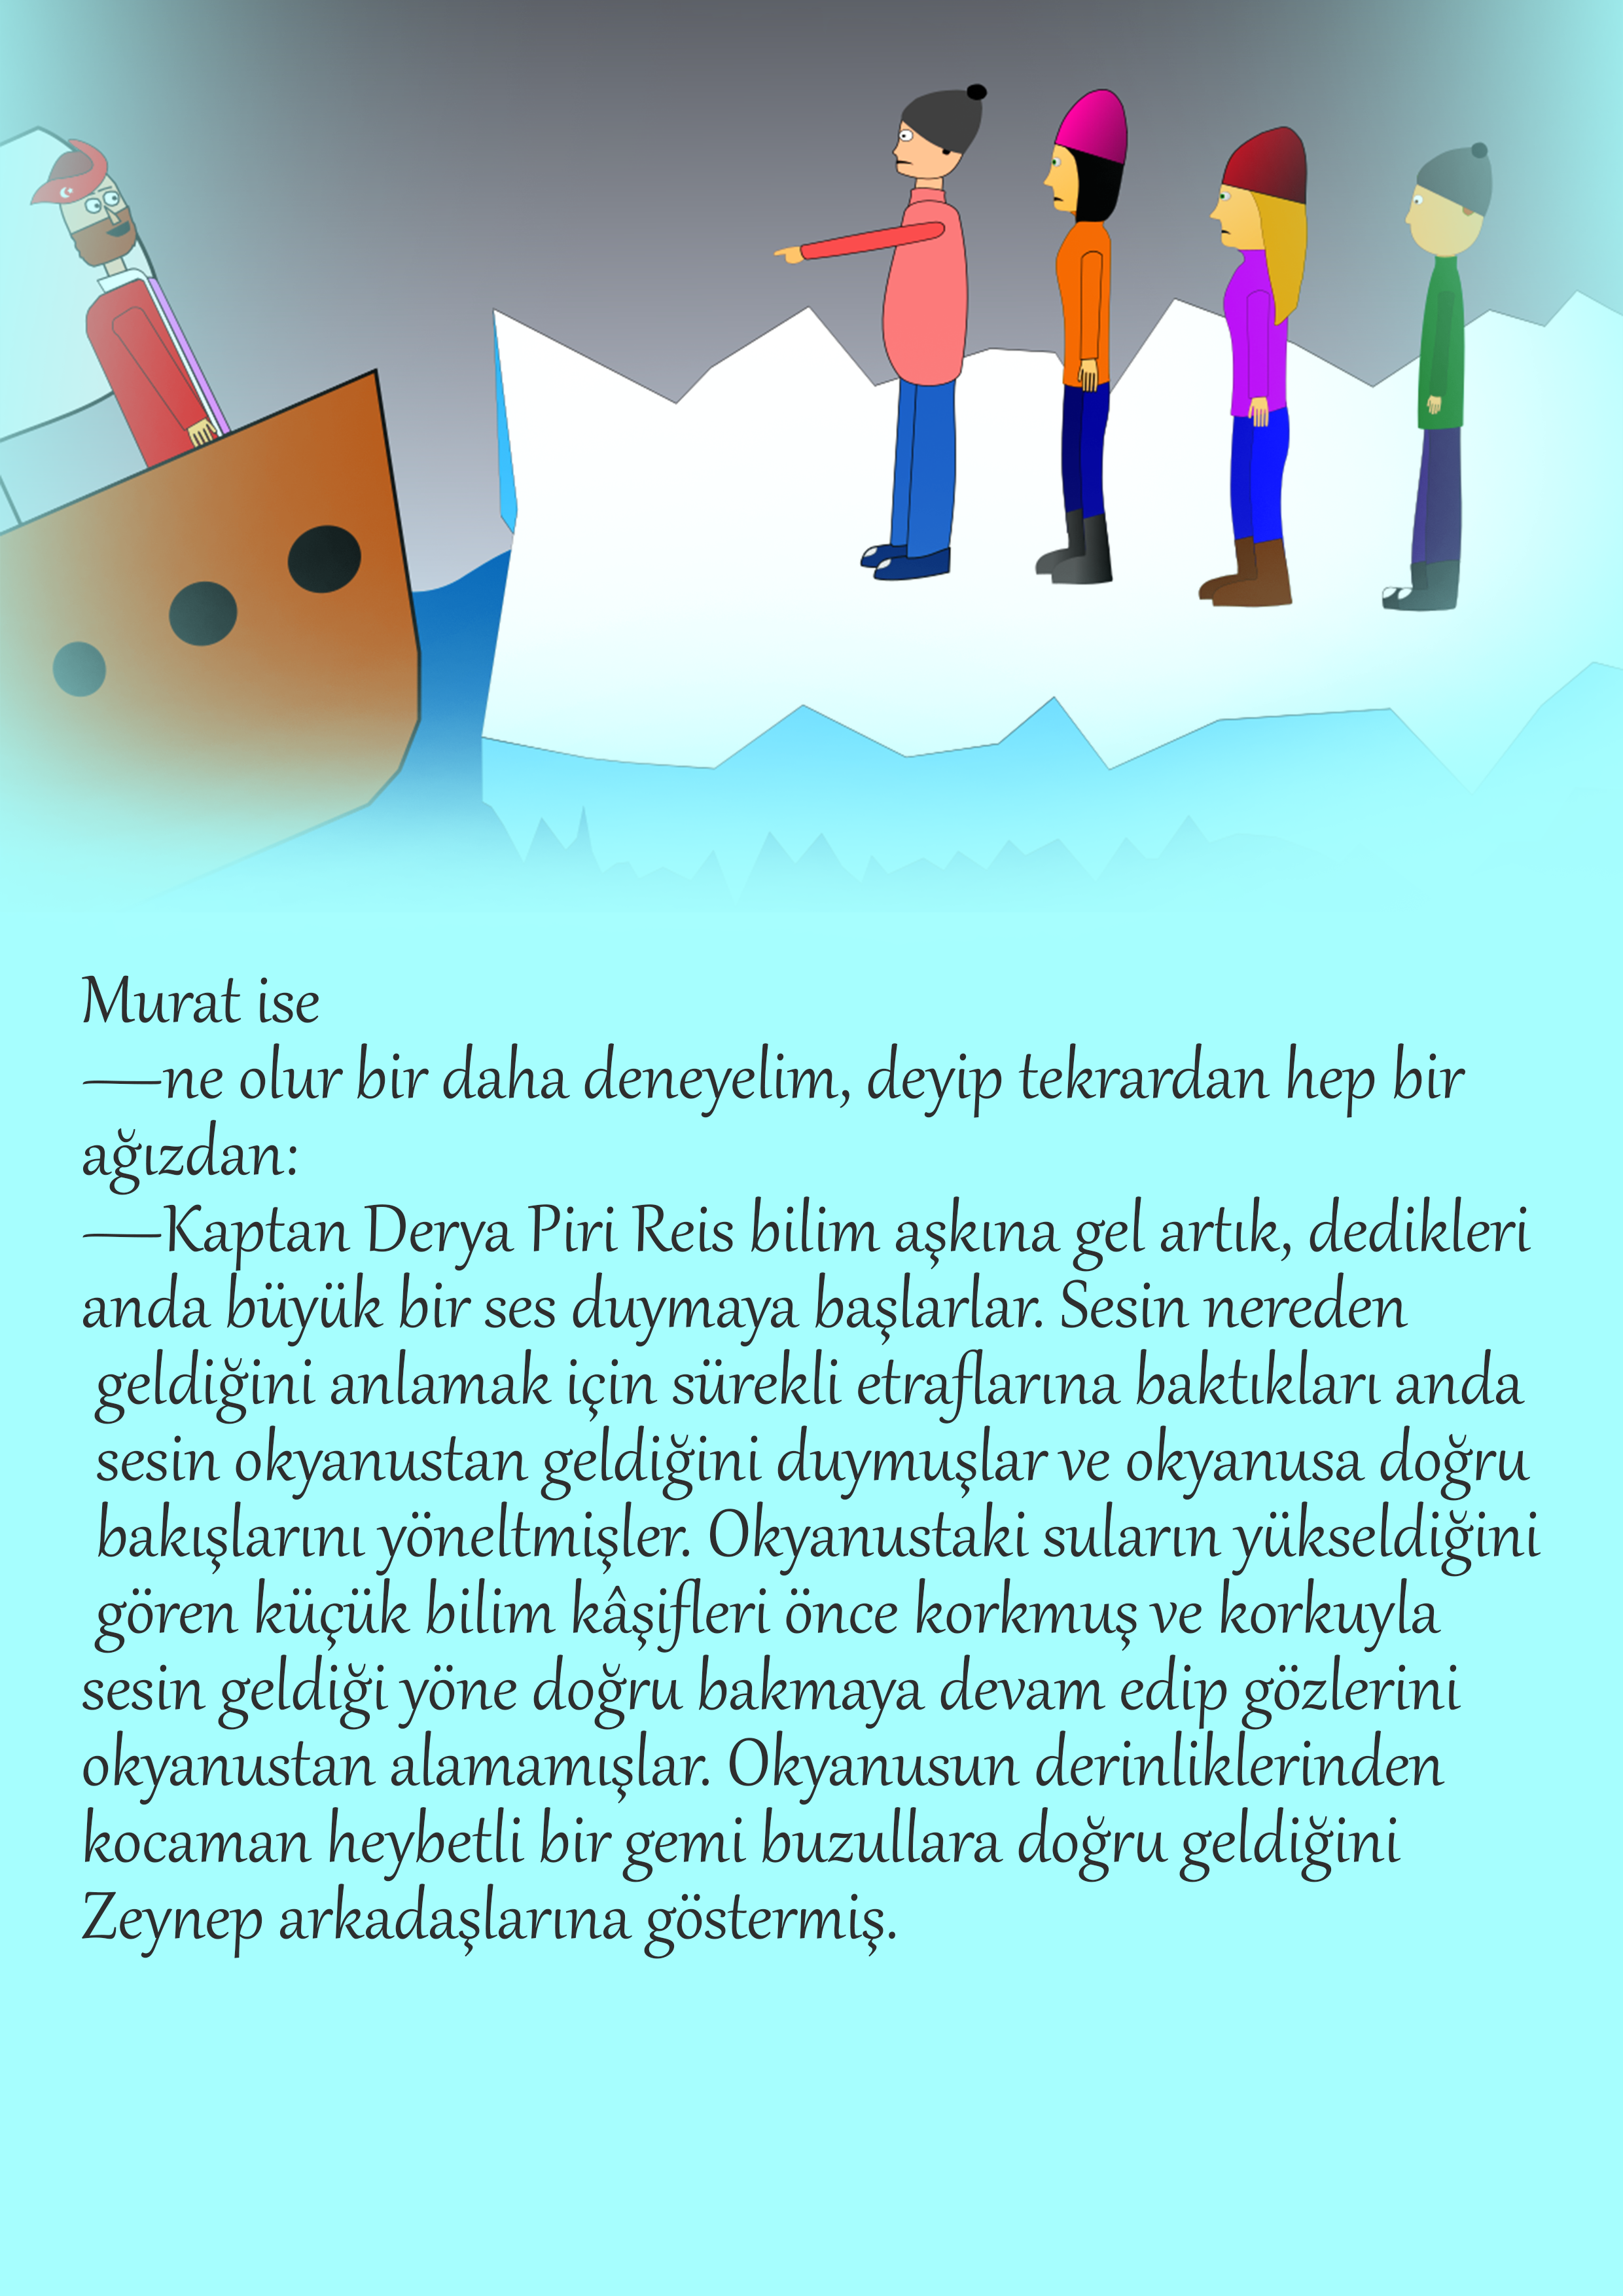 Murat ise
—ne olur bir daha deneyelim, deyip tekrardan hep bir
ağızdan:
—Kaptan Derya Piri Reis bilim aşkına gel artık, dedikleri
anda büyük bir ses duymaya başlarlar. Sesin nereden
geldiğini anlamak için sürekli etraflarına baktıkları anda
sesin okyanustan geldiğini duymuşlar ve okyanusa doğru
bakışlarını yöneltmişler. Okyanustaki suların yükseldiğini
gören küçük bilim kâşifleri önce korkmuş ve korkuyla
sesin geldiği yöne doğru bakmaya devam edip gözlerini
okyanustan alamamışlar. Okyanusun derinliklerinden
kocaman heybetli bir gemi buzullara doğru geldiğini
Zeynep arkadaşlarına göstermiş.